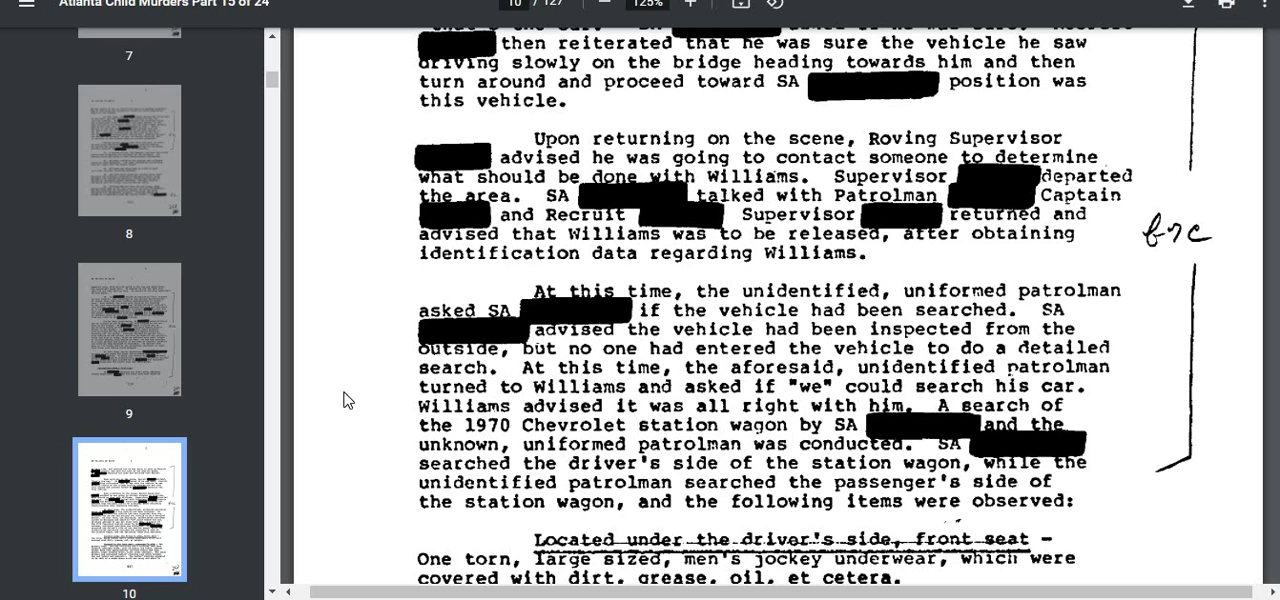 Atlanta Child Murders Part 15 of 24
10 / 127
125%
7
8
9
10
then reiterated that he was sure the vehicle he saw
driving slowly on the bridge heading towards him and then
turn around and proceed toward SA position was
this vehicle.
Upon returning on the scene, Roving Supervisor
advised he was going to contact someone to determine
what should be done with Williams. Supervisor departed
the area. SA talked with Patrolman Captain
and Recruit Supervisor returned and
advised that Williams was to be released, after obtaining
identification data regarding Williams.
At this time, the unidentified, uniformed patrolman
asked SA if the vehicle had been searched. SA
advised the vehicle had been inspected from the
outside, but no one had entered the vehicle to do a detailed
search. At this time, the aforesaid, unidentified patrolman
turned to Williams and asked if "we" could search his car.
Williams advised it was all right with him. A search of
the 1970 Chevrolet station wagon by SA and the
unknown, uniformed patrolman was conducted. SA
searched the driver's side of the station wagon, while the
unidentified patrolman searched the passenger's side of
the station wagon, and the following items were observed:
Located under the driver's side, front seat -
One torn, large sized, men's jockey underwear, which were
covered with dirt, grease, oil, et cetera.
b7C